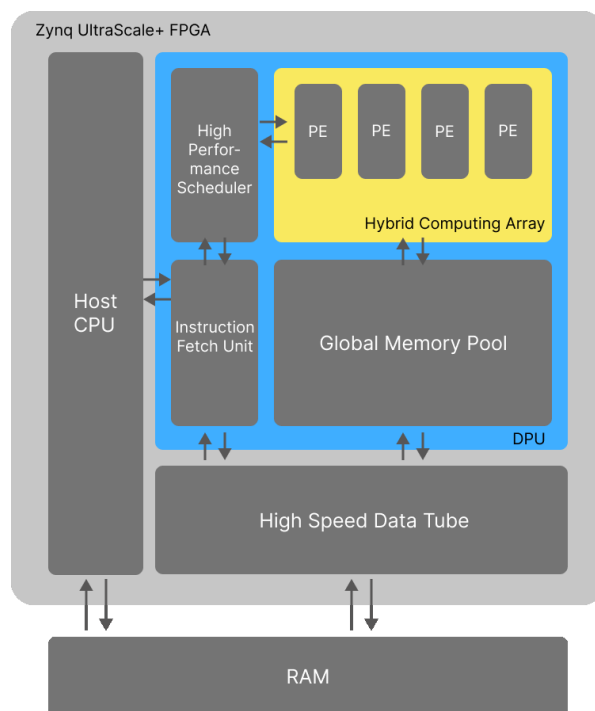 Zynq UltraScale+ FPGA
High
Perfor-
mance
Scheduler
PE
PE
PE
PE
Hybrid Computing Array
Host
CPU
Instruction
Fetch Unit
Global Memory Pool
DPU
High Speed Data Tube
RAM